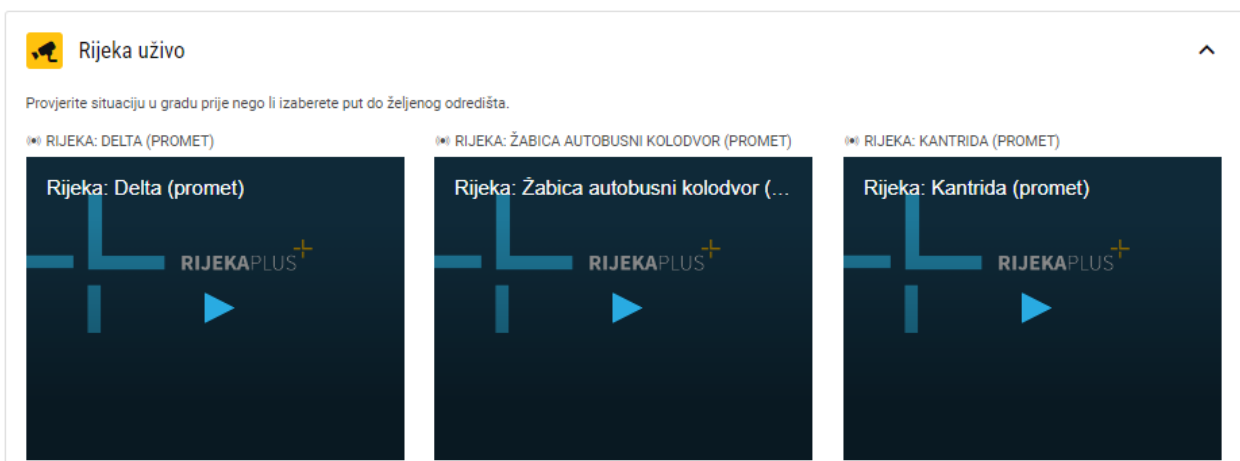 Rijeka uživo
Provjerite situaciju u gradu prije nego li izaberete put do željenog odredišta.
RIJEKA: DELTA (PROMET)
RIJEKA: ŽABICA AUTOBUSNI KOLODVOR (PROMET)
RIJEKA: KANTRIDA (PROMET)
Rijeka: Delta (promet)
RIJEKAPLUS
Rijeka: Žabica autobusni kolodvor (...
RIJEKAPLUS
Rijeka: Kantrida (promet)
RIJEKAPLUS